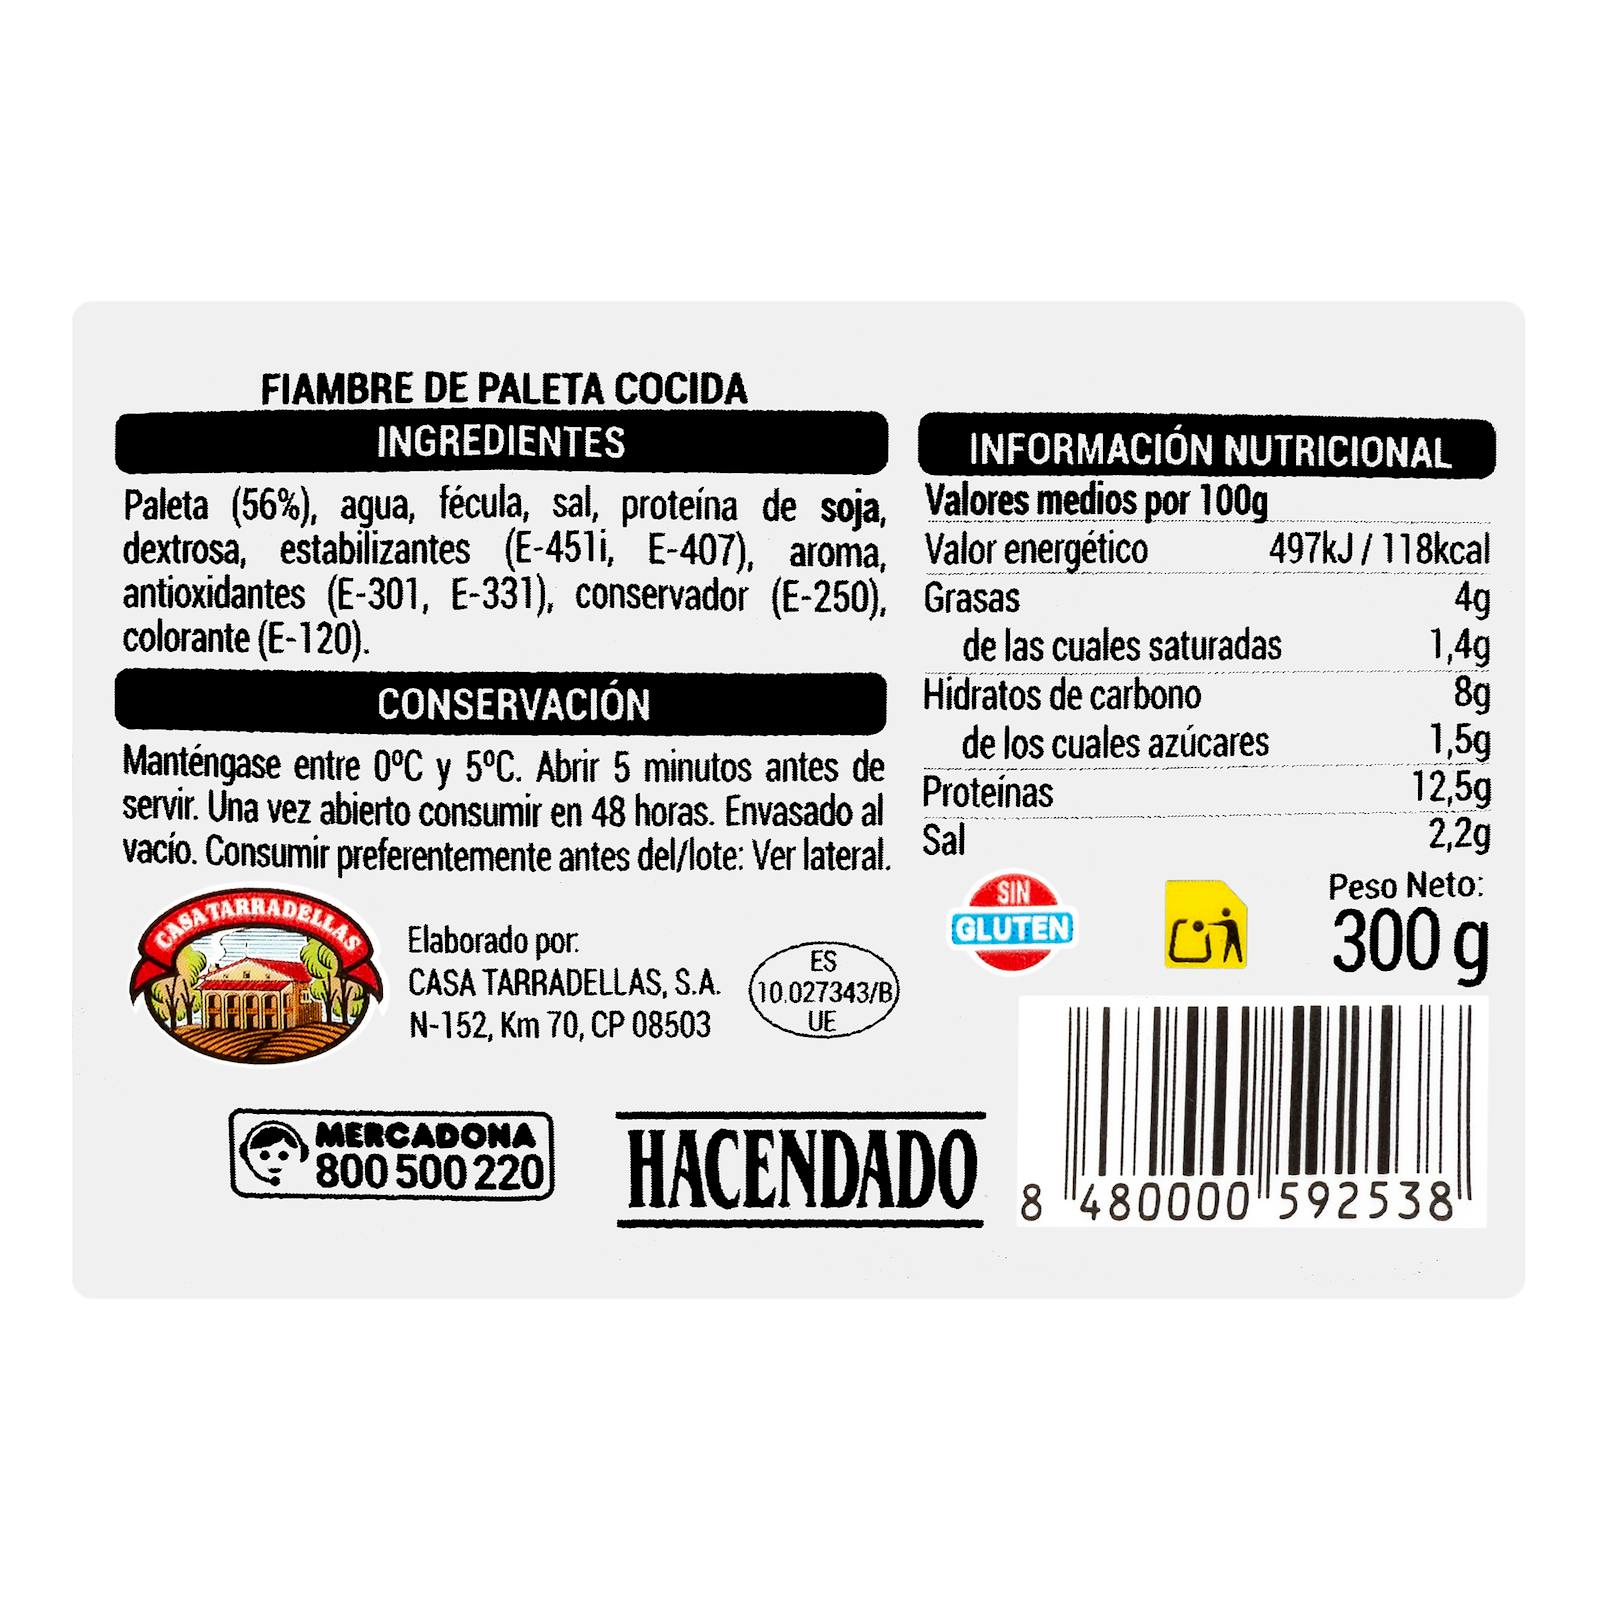 FIAMBRE DE PALETA COCIDA
INGREDIENTES
Paleta (56%), agua, fécula, sal, proteína de soja,
dextrosa, estabilizantes (E-451i, E-407), aroma,
antioxidantes (E-301, E-331), conservador (E-250),
colorante (E-120).
CONSERVACIÓN
Manténgase entre 0ºC y 5ºC. Abrir 5 minutos antes de
servir. Una vez abierto consumir en 48 horas. Envasado al
vacío. Consumir preferentemente antes del/lote: Ver lateral.
CASA TARRADELLAS
Elaborado por:
CASA TARRADELLAS, S.A.
N-152, Km 70, CP 08503
ES
10.027343/B
UE
MERCADONA
800 500 220
HACENDADO
INFORMACIÓN NUTRICIONAL
Valores medios por 100g
Valor energético 497kJ / 118kcal
Grasas 4g
de las cuales saturadas 1,4g
Hidratos de carbono 8g
de los cuales azúcares 1,5g
Proteínas 12,5g
Sal 2,2g
SIN
GLUTEN
Peso Neto:
300 g
8 480000 592538